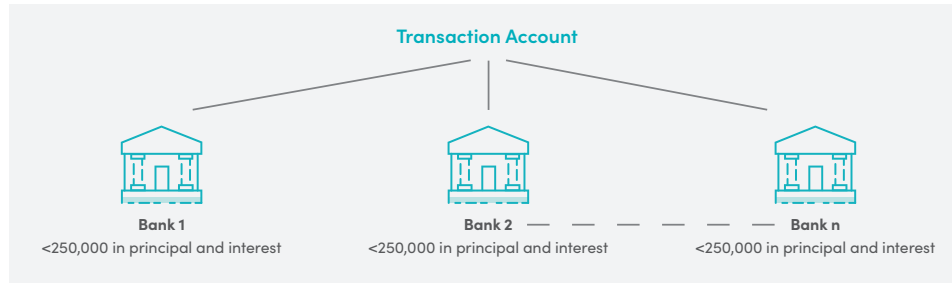 Transaction Account
Bank 1
<250,000 in principal and interest
Bank 2
<250,000 in principal and interest
Bank n
<250,000 in principal and interest